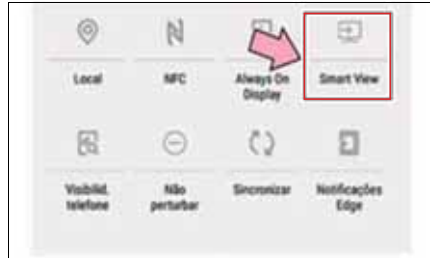 Local
NFC
Always On
Display
Smart View
Visibilid.
telefone
Não
perturbar
Sincronizar
Notificações
Edge